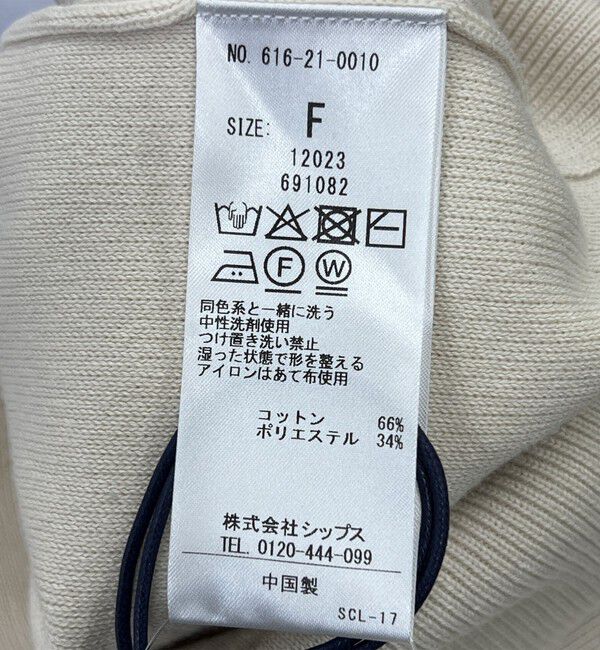 NO. 616-21-0010
SIZE: F
12023
691082
F W
同色系と一緒に洗う
中性洗剤使用
つけ置き洗い禁止
湿った状態で形を整える
アイロンはあて布使用
コットン 66%
ポリエステル 34%
株式会社シップス
TEL. 0120-444-099
中国製
SCL-17